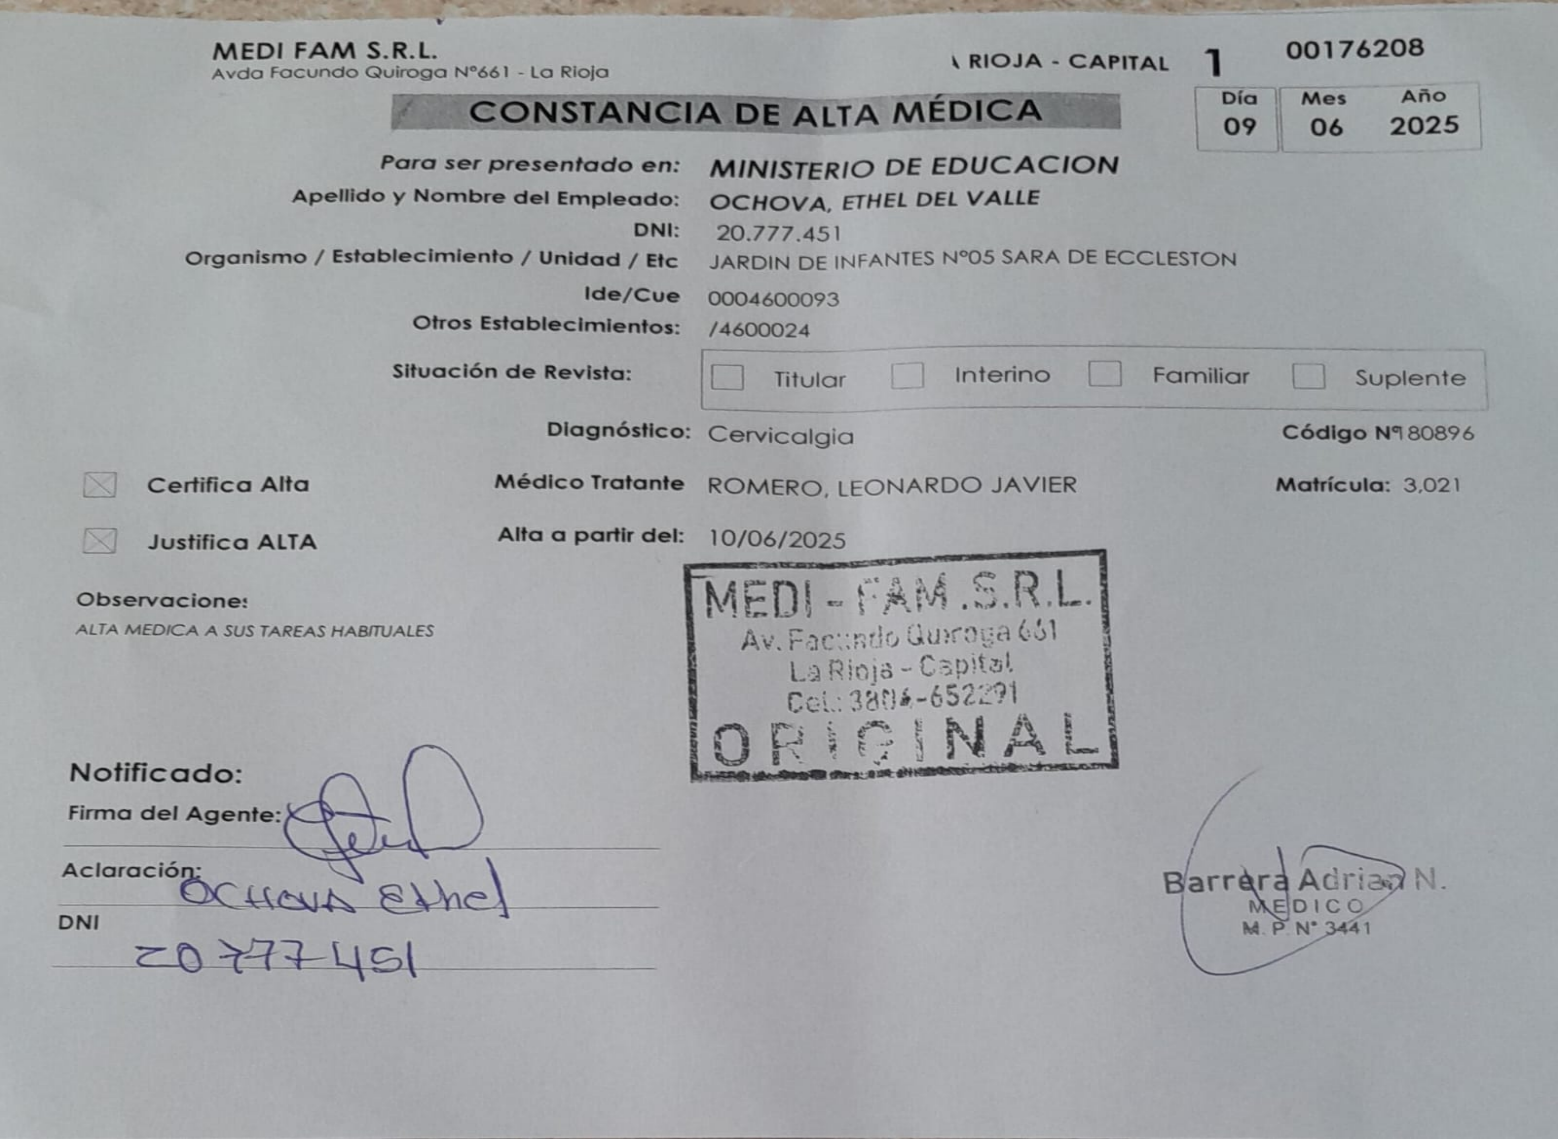 MEDI FAM S.R.L.
Avda Facundo Quiroga Nº661 - La Rioja
RIOJA - CAPITAL 1 00176208
CONSTANCIA DE ALTA MÉDICA
Día Mes Año
09 06 2025
Para ser presentado en: MINISTERIO DE EDUCACION
Apellido y Nombre del Empleado: OCHOVA, ETHEL DEL VALLE
DNI: 20.777.451
Organismo / Establecimiento / Unidad / Etc JARDIN DE INFANTES Nº05 SARA DE ECCLESTON
Ide/Cue 0004600093
Otros Establecimientos: /4600024
Situación de Revista: Titular Interino Familiar Suplente
Diagnóstico: Cervicalgia Código Nº 180896
Certifica Alta Médico Tratante ROMERO, LEONARDO JAVIER Matrícula: 3,021
Justifica ALTA Alta a partir del: 10/06/2025
Observacione:
ALTA MEDICA A SUS TAREAS HABITUALES
MEDI - FAM .S.R.L.
Av. Facundo Quiroga 661
La Rioja - Capital
Cel.: 3804-652291
ORIGINAL
Notificado:
Firma del Agente:
Aclaración: OCHOVA Ethel
DNI 20777451
Barrera Adrian N.
MEDICO
M. P. N° 3441